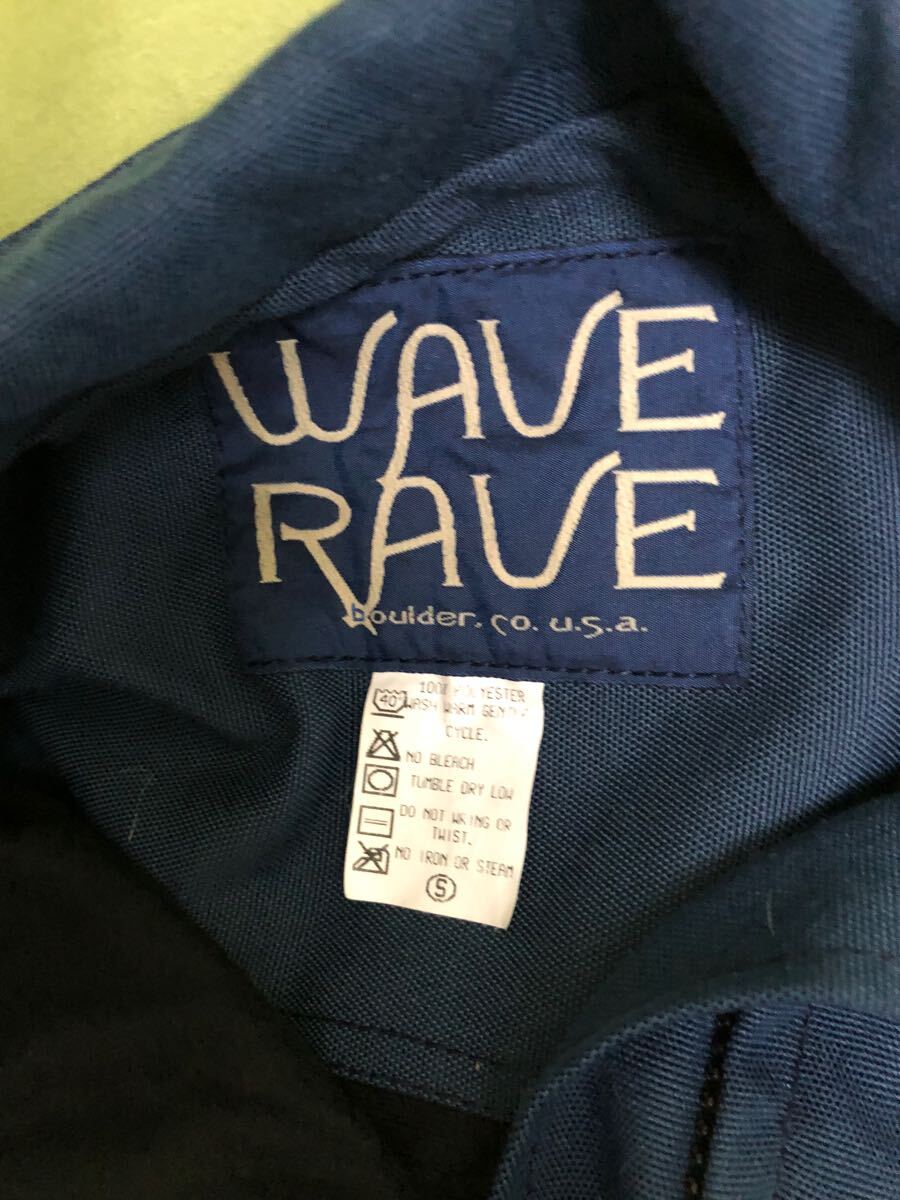 WAVE
RAVE
boulder, co. u.s.a.
100% POLYESTER
40° WASH WARM GENTLE
CYCLE.
NO BLEACH
TUMBLE DRY LOW
DO NOT WRING OR
TWIST.
NO IRON OR STEAM
S